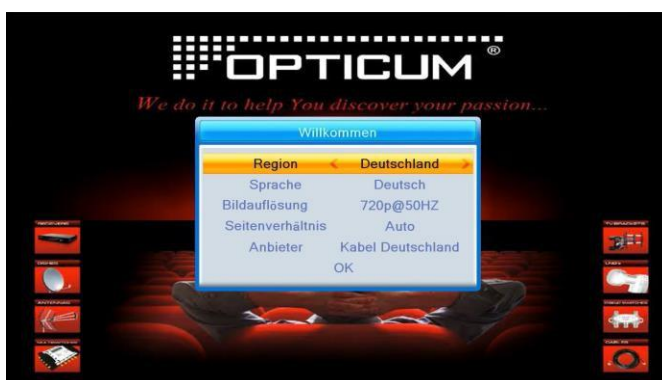 OPTICUM®
We do it to help You discover your passion...
Willkommen
Region < Deutschland >
Sprache Deutsch
Bildauflösung 720p@50HZ
Seitenverhältnis Auto
Anbieter Kabel Deutschland
OK